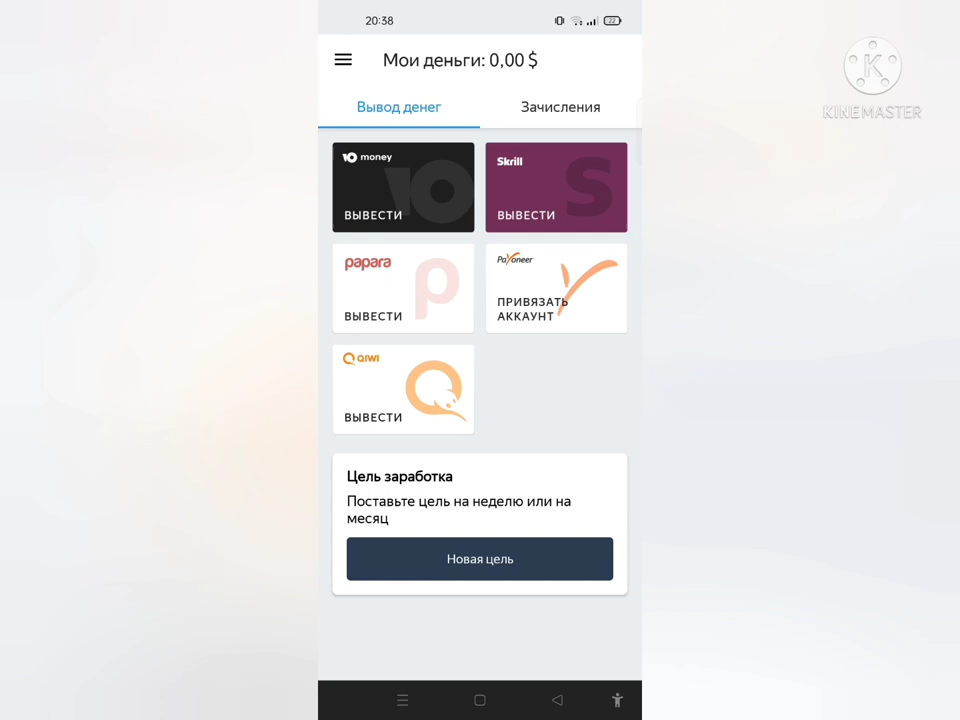 20:38
22
Мои деньги: 0,00 $
K
KINEMASTER
Вывод денег
Зачисления
Ю money
ВЫВЕСТИ
Skrill
S
ВЫВЕСТИ
papara
p
ВЫВЕСТИ
Payoneer
ПРИВЯЗАТЬ
АККАУНТ
QIWI
ВЫВЕСТИ
Цель заработка
Поставьте цель на неделю или на
месяц
Новая цель